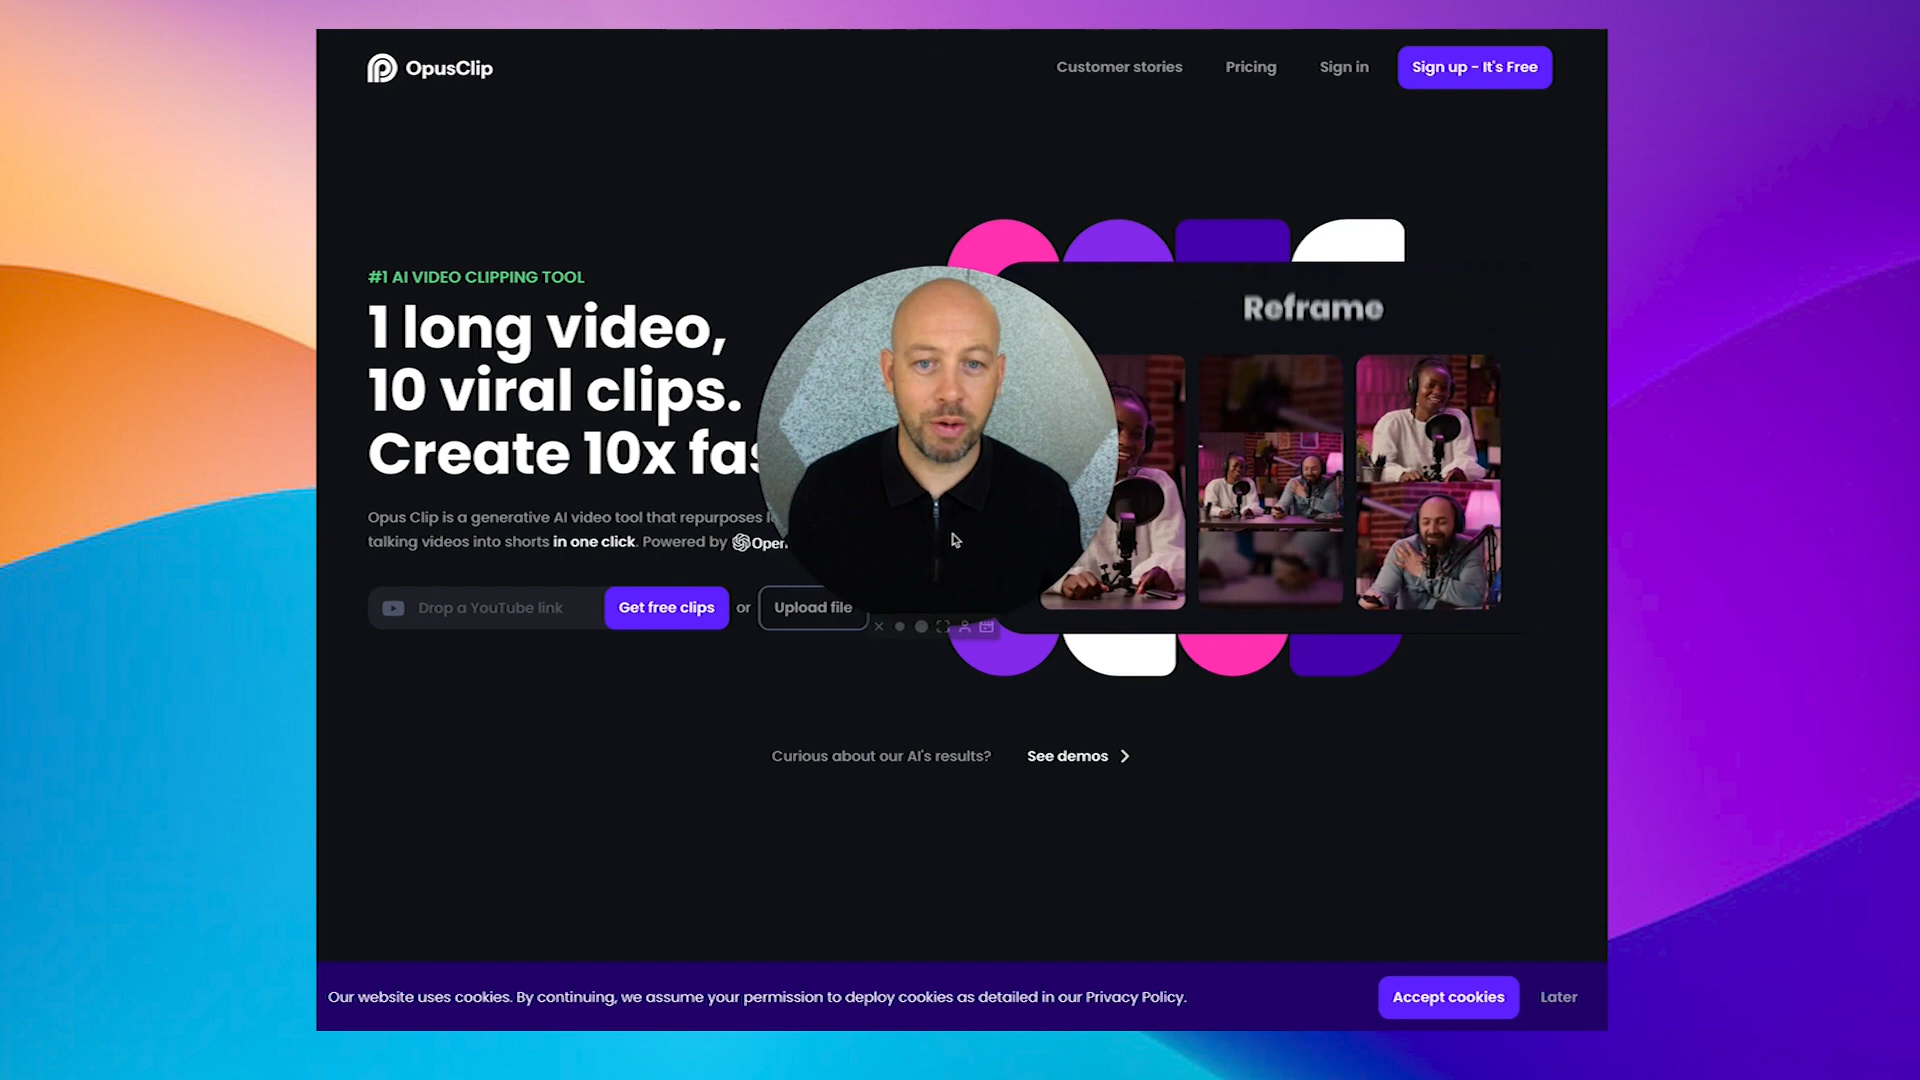 OpusClip
Customer stories
Pricing
Sign in
Sign up - It's Free
#1 AI VIDEO CLIPPING TOOL
1 long video,
10 viral clips.
Create 10x
Opus Clip is a generative AI video tool that repurposes
talking videos into shorts in one click. Powered by
Drop a YouTube link
Get free clips
or
Upload file
Reframe
Curious about our AI's results?
See demos
Our website uses cookies. By continuing, we assume your permission to deploy cookies as detailed in our Privacy Policy.
Accept cookies
Later